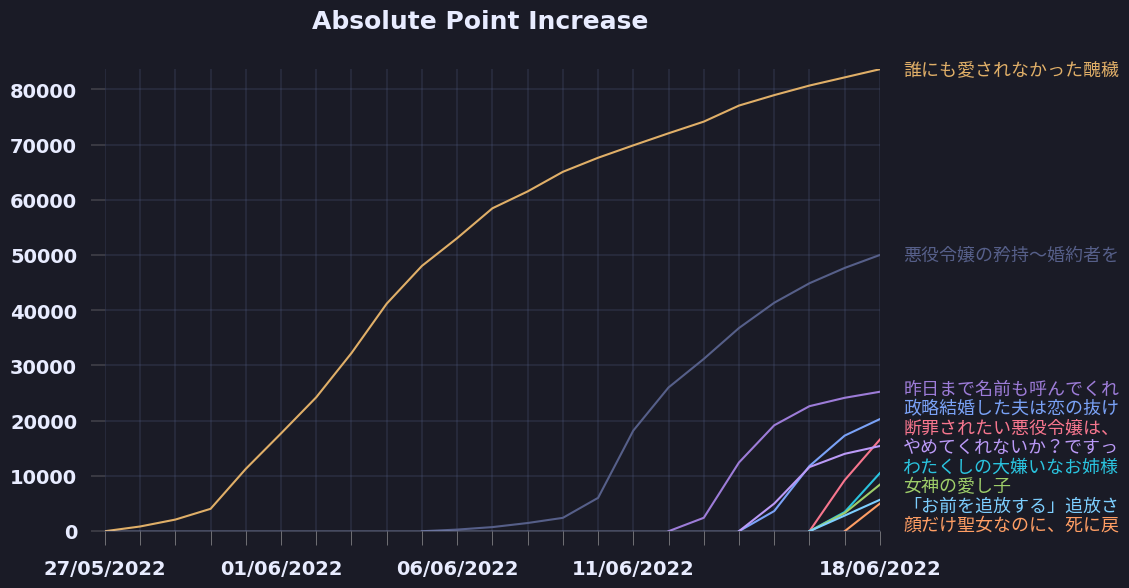 Absolute Point Increase
80000
70000
60000
50000
40000
30000
20000
10000
0
27/05/2022
01/06/2022
06/06/2022
11/06/2022
18/06/2022
誰にも愛されなかった醜穢
悪役令嬢の矜持～婚約者を
昨日まで名前も呼んでくれ
政略結婚した夫は恋の抜け
断罪されたい悪役令嬢は、
やめてくれないか？ですっ
わたくしの大嫌いなお姉様
女神の愛し子
「お前を追放する」追放さ
顔だけ聖女なのに、死に戻